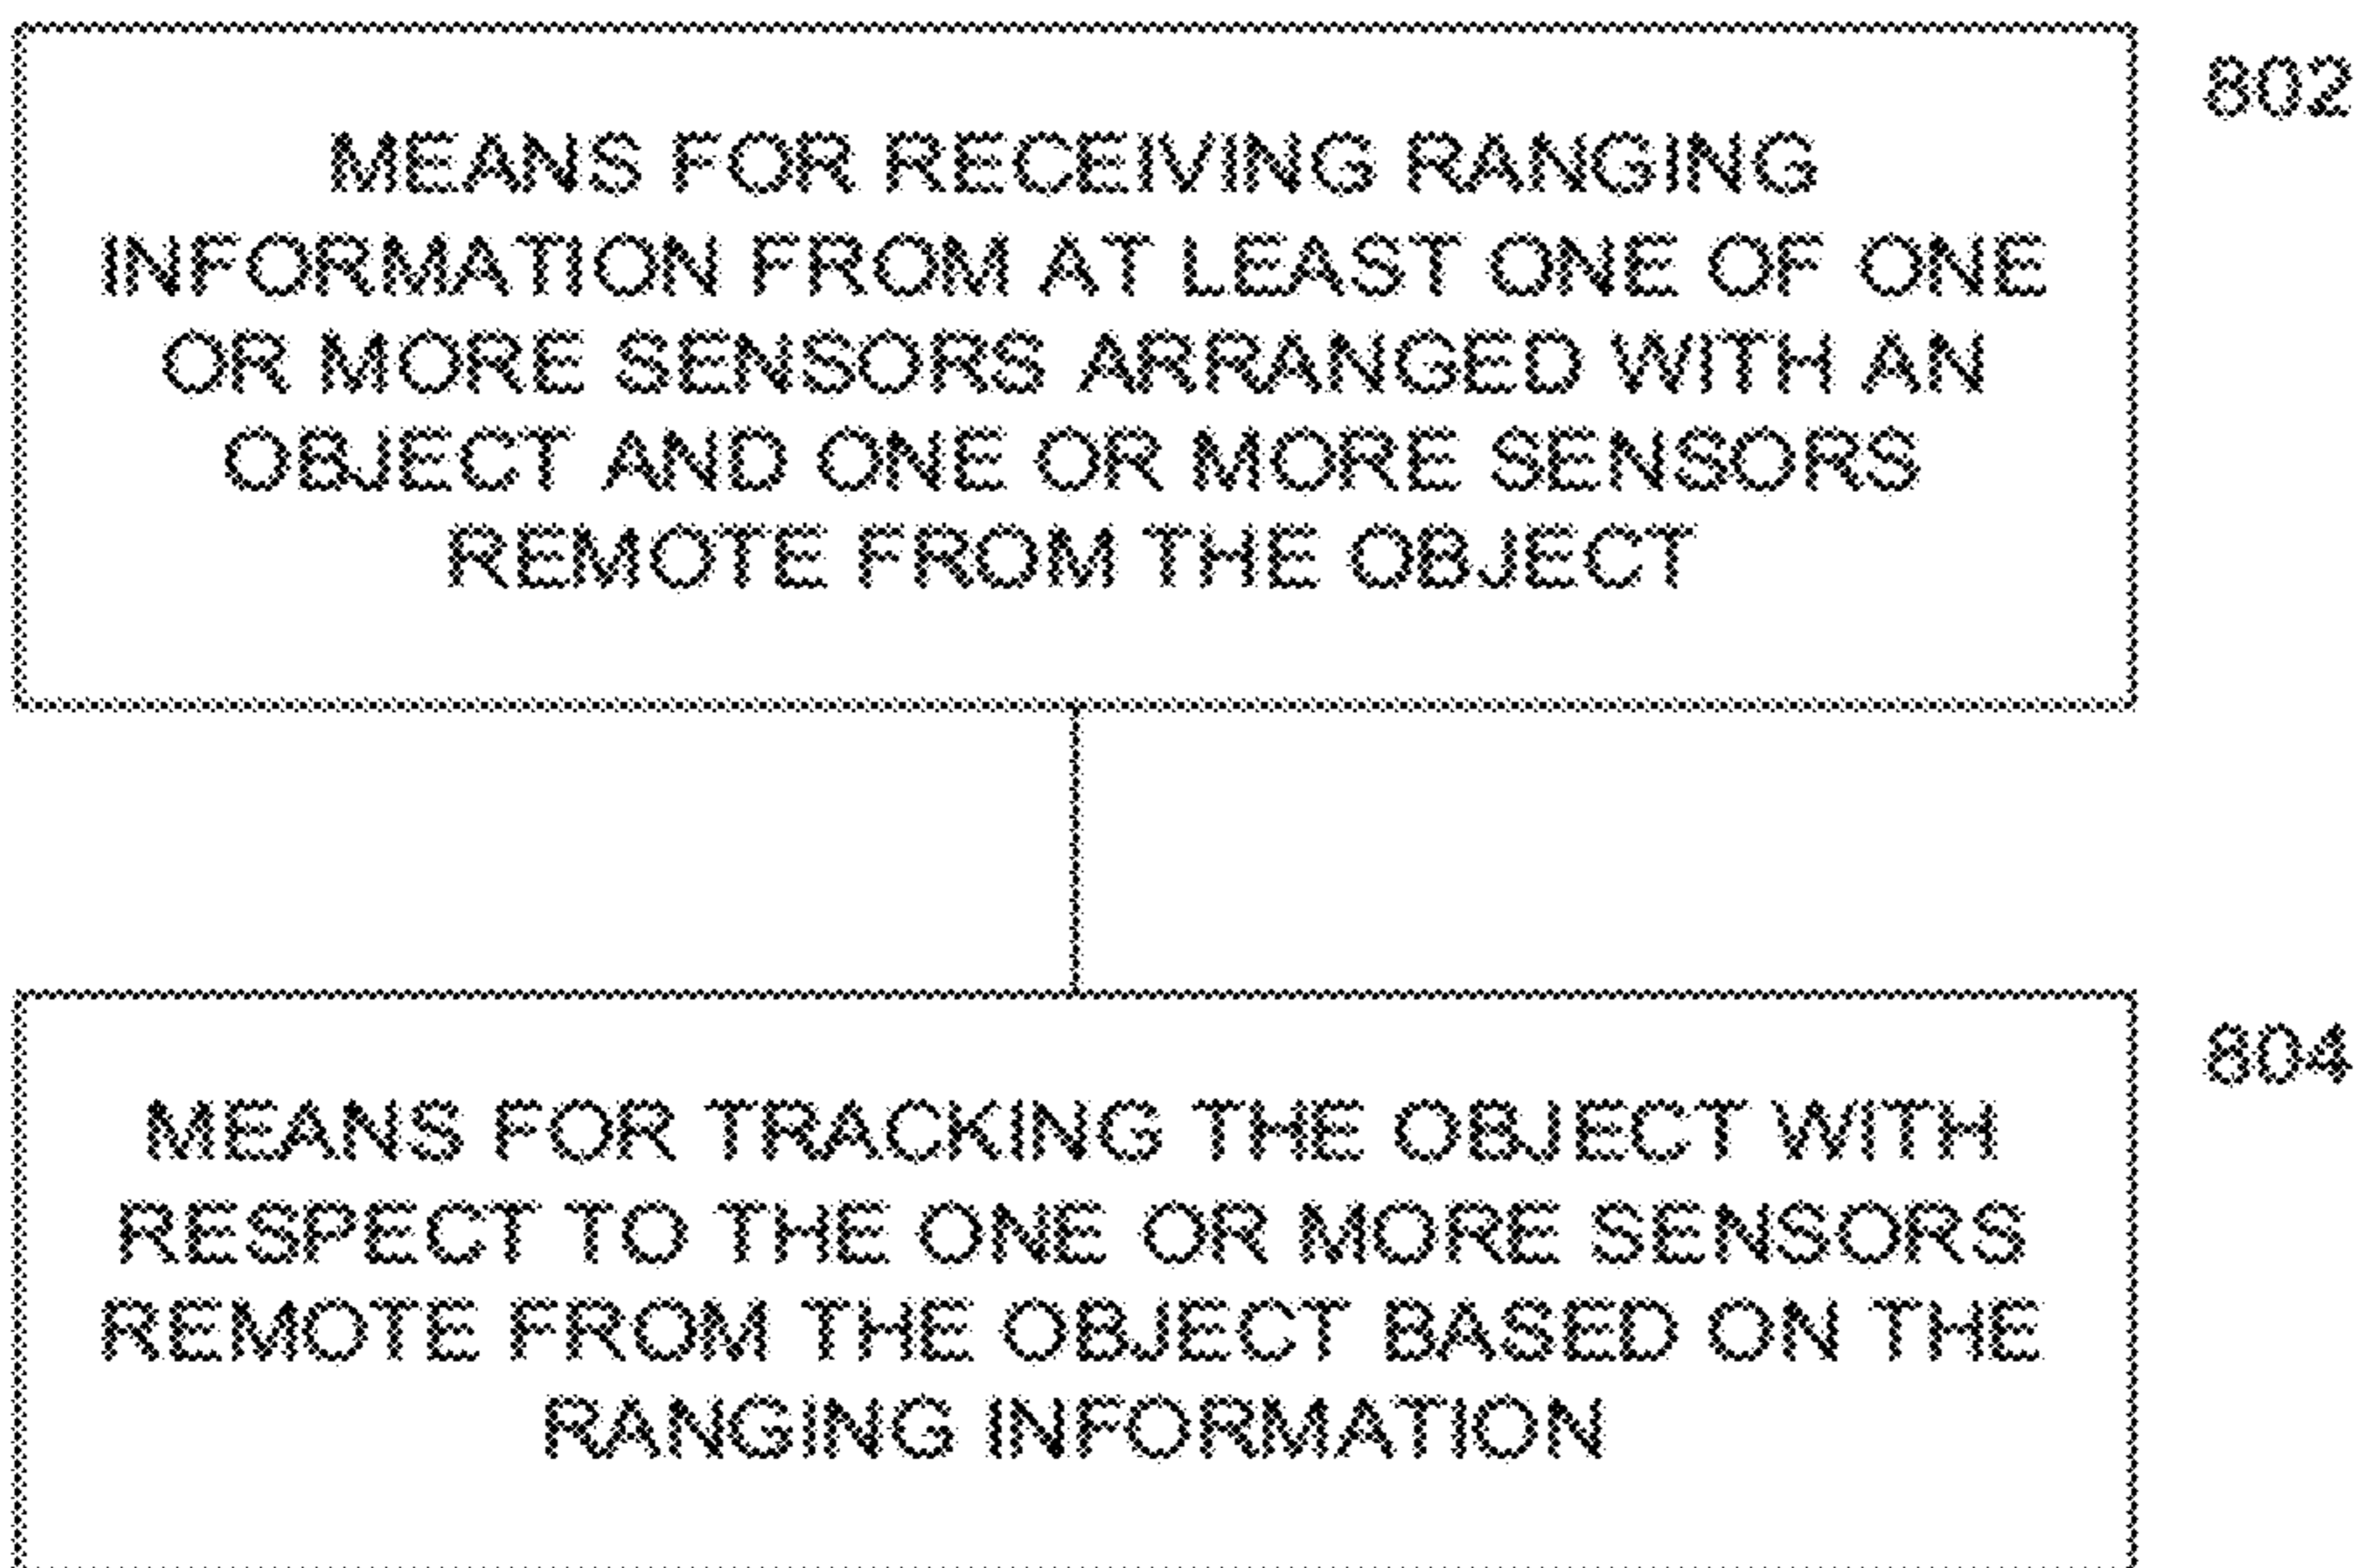 802
MEANS FOR RECEIVING RANGING
INFORMATION FROM AT LEAST ONE OF ONE
OR MORE SENSORS ARRANGED WITH AN
OBJECT AND ONE OR MORE SENSORS
REMOTE FROM THE OBJECT
804
MEANS FOR TRACKING THE OBJECT WITH
RESPECT TO THE ONE OR MORE SENSORS
REMOTE FROM THE OBJECT BASED ON THE
RANGING INFORMATION